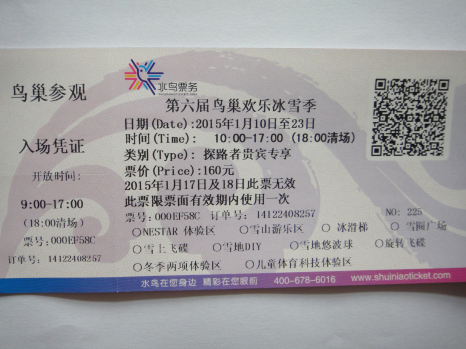 鸟巢参观
入场凭证
开放时间:
9:00-17:00
(18:00清场)
票号:000EF58C
订单号: 14122408257
水鸟票务
第六届鸟巢欢乐冰雪季
日期(Date):2015年1月10日至23日
时间(Time): 10:00-17:00 (18:00清场)
类别(Type): 探路者贵宾专享
票价(Price):160元
2015年1月17日及18日此票无效
此票限票面有效期内使用一次
票号:000EF58C 订单号: 14122408257 NO: 225
○NESTAR 体验区 ○雪山游乐区 ○ 冰滑梯 ○ 雪圈广场
○ 雪上飞碟 ○ 雪地DIY ○ 雪地悠波球 ○ 旋转飞碟
○冬季两项体验区 ○儿童体育科技体验区
水鸟在您身边 精彩在您眼前 400-678-6016 www.shuiniaoticket.com